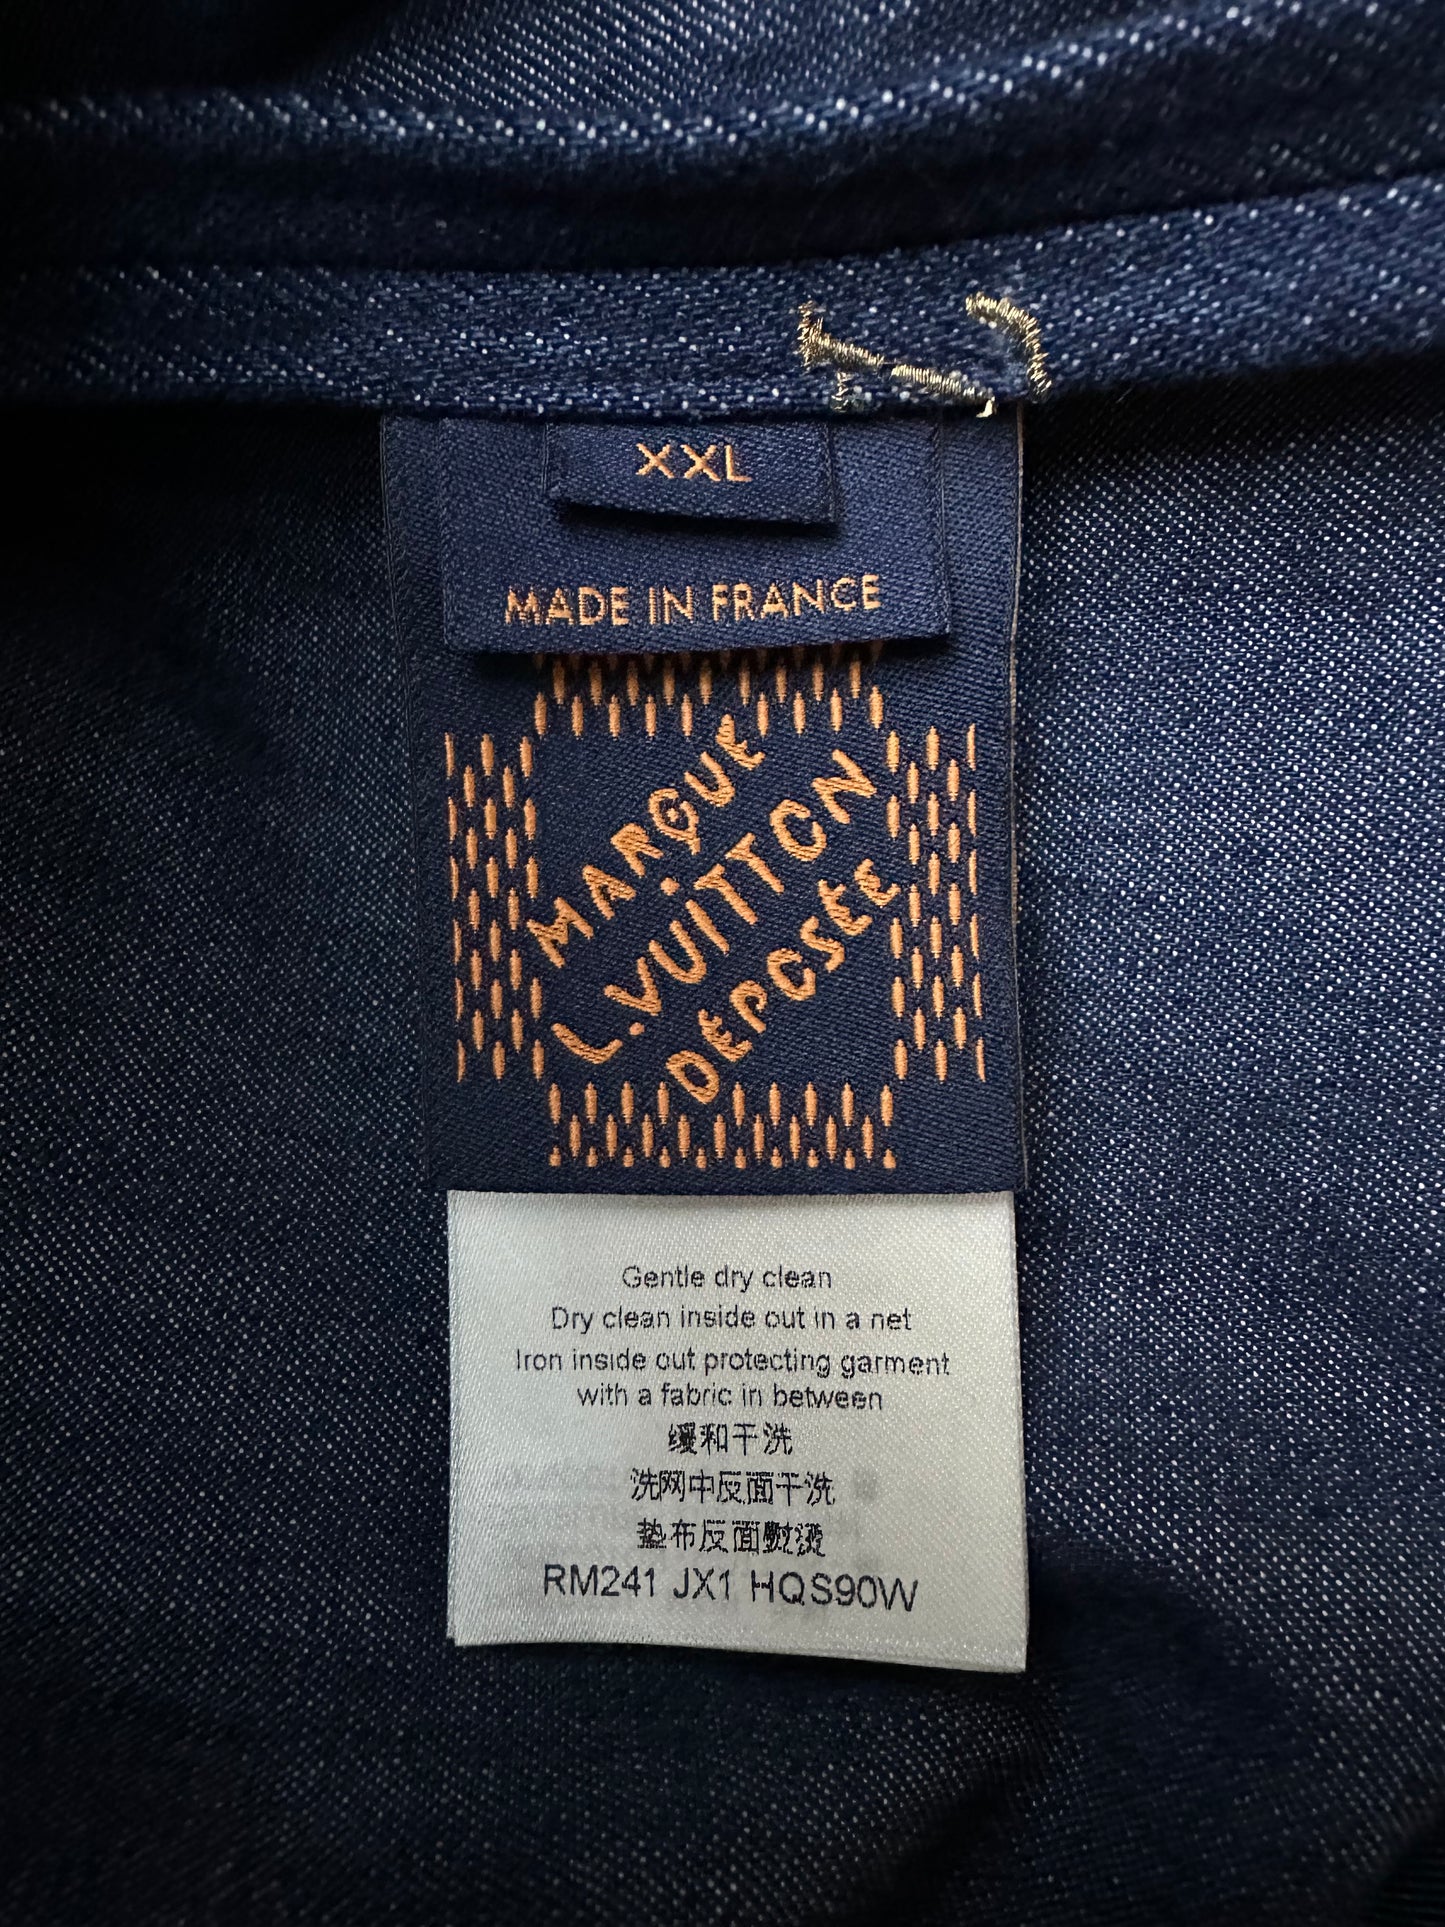 XXL
MADE IN FRANCE
MARQUE
L.VUITTON
DÉPOSÉE
Gentle dry clean
Dry clean inside out in a net
Iron inside out protecting garment
with a fabric in between
缓和干洗
洗网中反面干洗
垫布反面熨烫
RM241 JX1 HQS90W